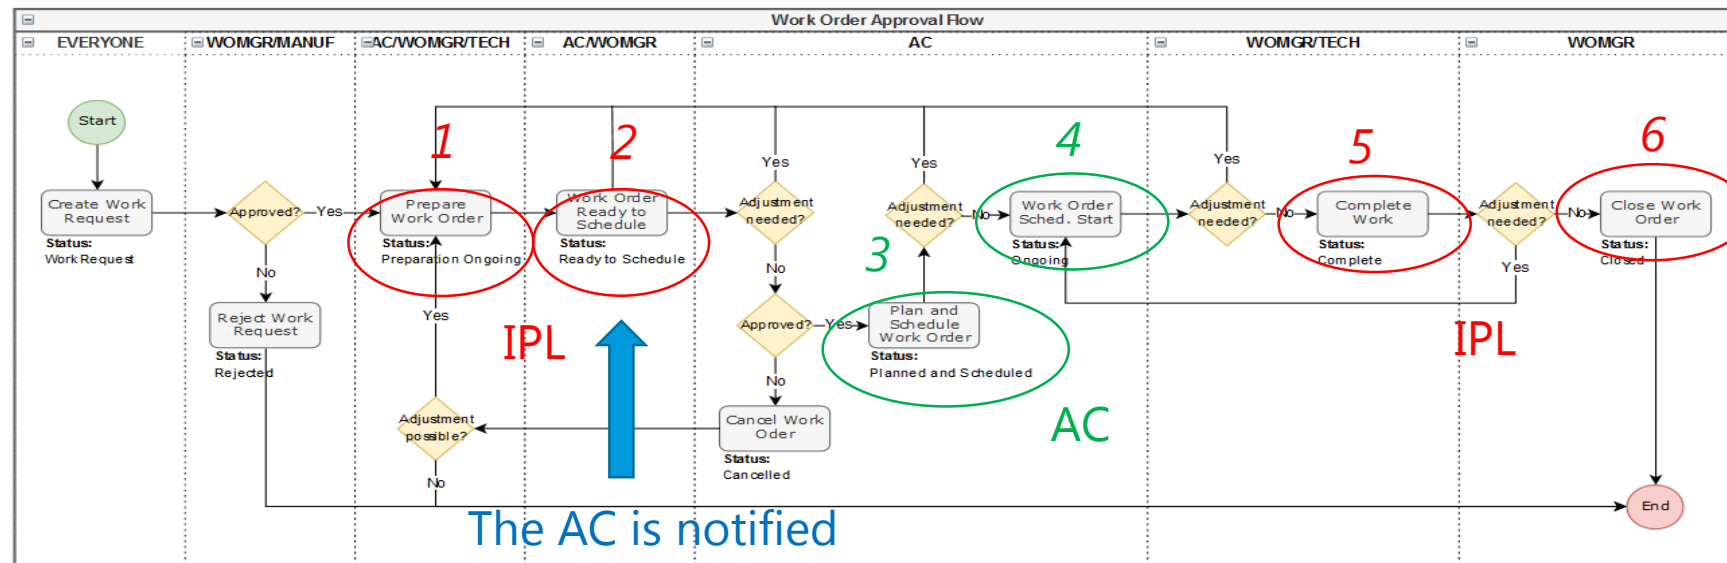 Work Order Approval Flow
EVERYONE
WOMGR/MANUF
AC/WOMGR/TECH
AC/WOMGR
AC
WOMGR/TECH
WOMGR
Start
Create Work
Request
Status:
Work Request
Approved?
Yes
No
Reject Work
Request
Status:
Rejected
1
Prepare
Work Order
Status:
Preparation Ongoing
Yes
Adjustment
possible?
No
2
Work Order
Ready to
Schedule
Status:
Ready to Schedule
IPL
The AC is notified
Yes
Adjustment
needed?
No
Approved?
Yes
No
Cancel Work
Oder
Status:
Cancelled
3
Plan and
Schedule
Work Order
Status:
Planned and Scheduled
AC
Yes
Adjustment
needed?
No
4
Work Order
Sched. Start
Status:
Ongoing
Yes
Adjustment
needed?
No
5
Complete
Work
Status:
Complete
IPL
Adjustment
needed?
No
Yes
6
Close Work
Order
Status:
Closed
End